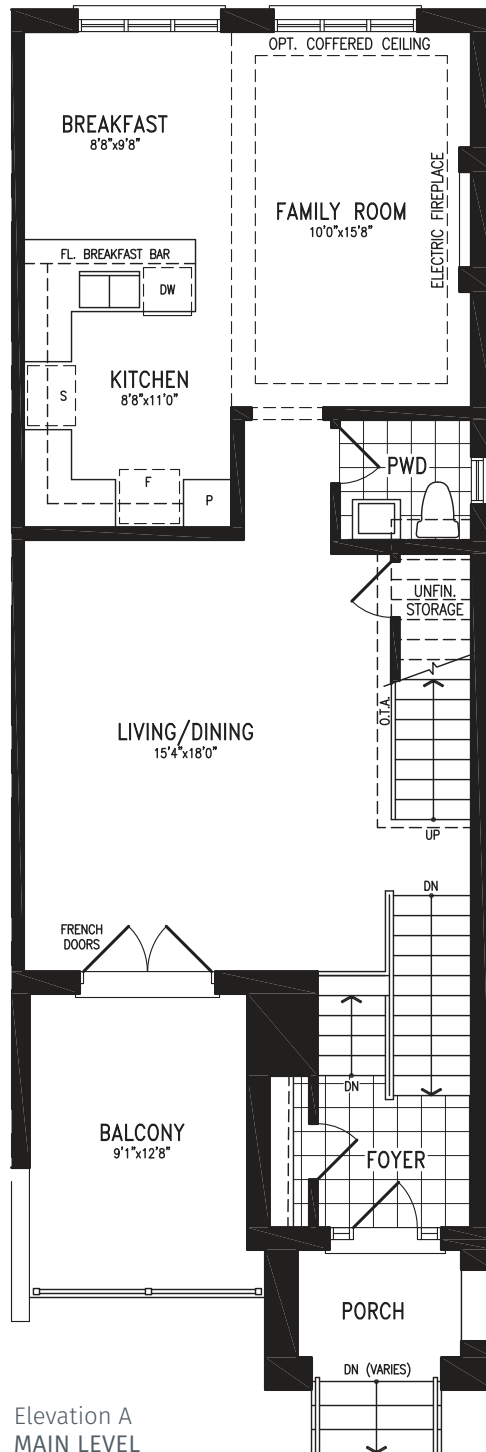 OPT. COFFERED CEILING
BREAKFAST
8'8"x9'8"
FAMILY ROOM
10'0"x15'8"
ELECTRIC FIREPLACE
FL. BREAKFAST BAR
DW
KITCHEN
8'8"x11'0"
S
F
P
PWD
UNFIN.
STORAGE
O.T.A.
LIVING/DINING
15'4"x18'0"
UP
DN
FRENCH
DOORS
DN
BALCONY
9'1"x12'8"
FOYER
PORCH
DN (VARIES)
Elevation A
MAIN LEVEL